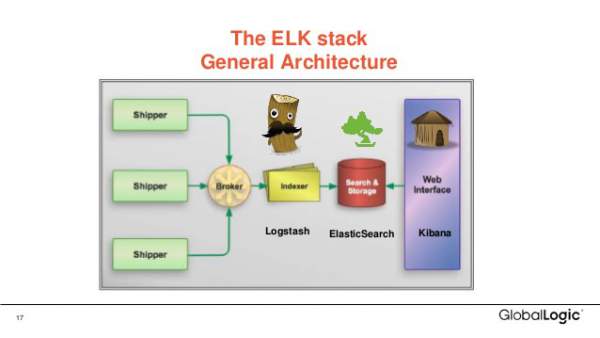 The ELK stack
General Architecture
Shipper
Shipper
Shipper
Broker
Indexer
Search &
Storage
Web
Interface
Logstash
ElasticSearch
Kibana
17
GlobalLogic